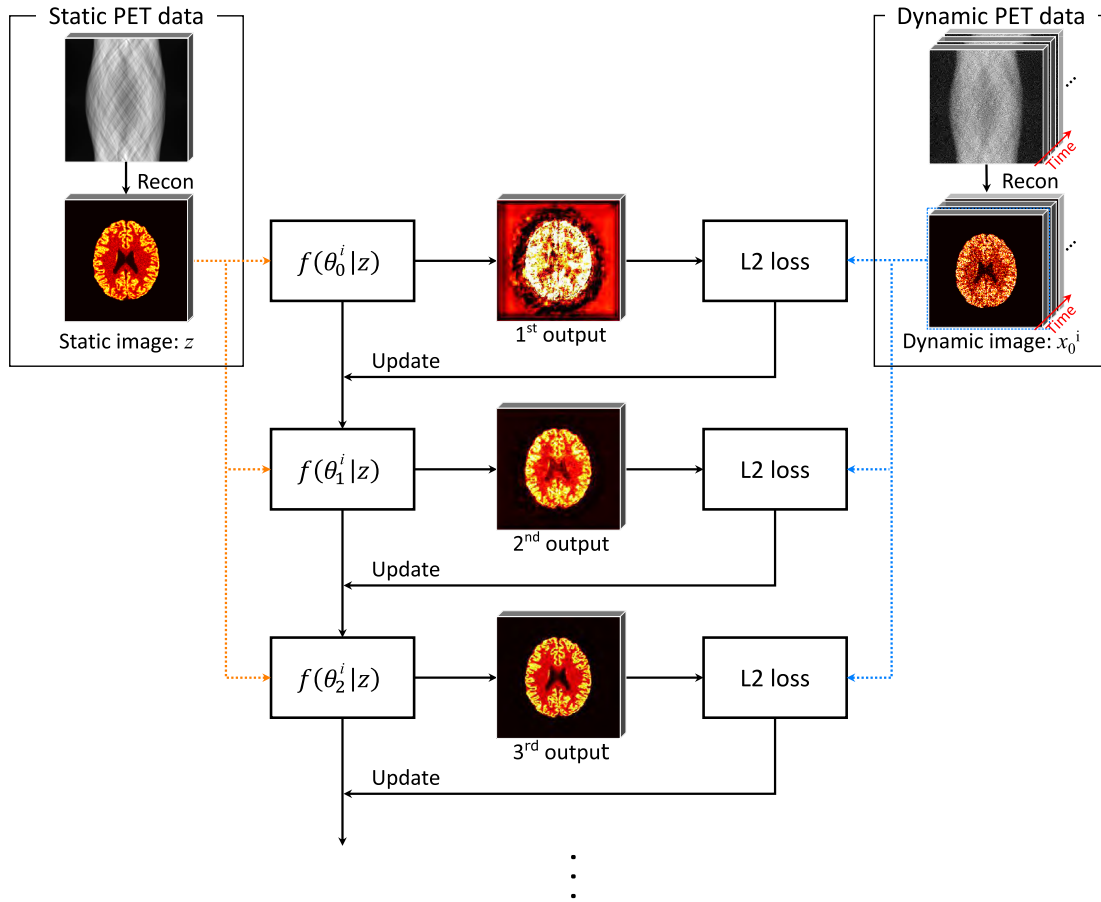 Static PET data
Dynamic PET data
Time
Recon
Recon
f(θ₀ⁱ|z)
L2 loss
Time
Static image: z
1st output
Dynamic image: x₀ⁱ
Update
f(θ₁ⁱ|z)
L2 loss
2nd output
Update
f(θ₂ⁱ|z)
L2 loss
3rd output
Update